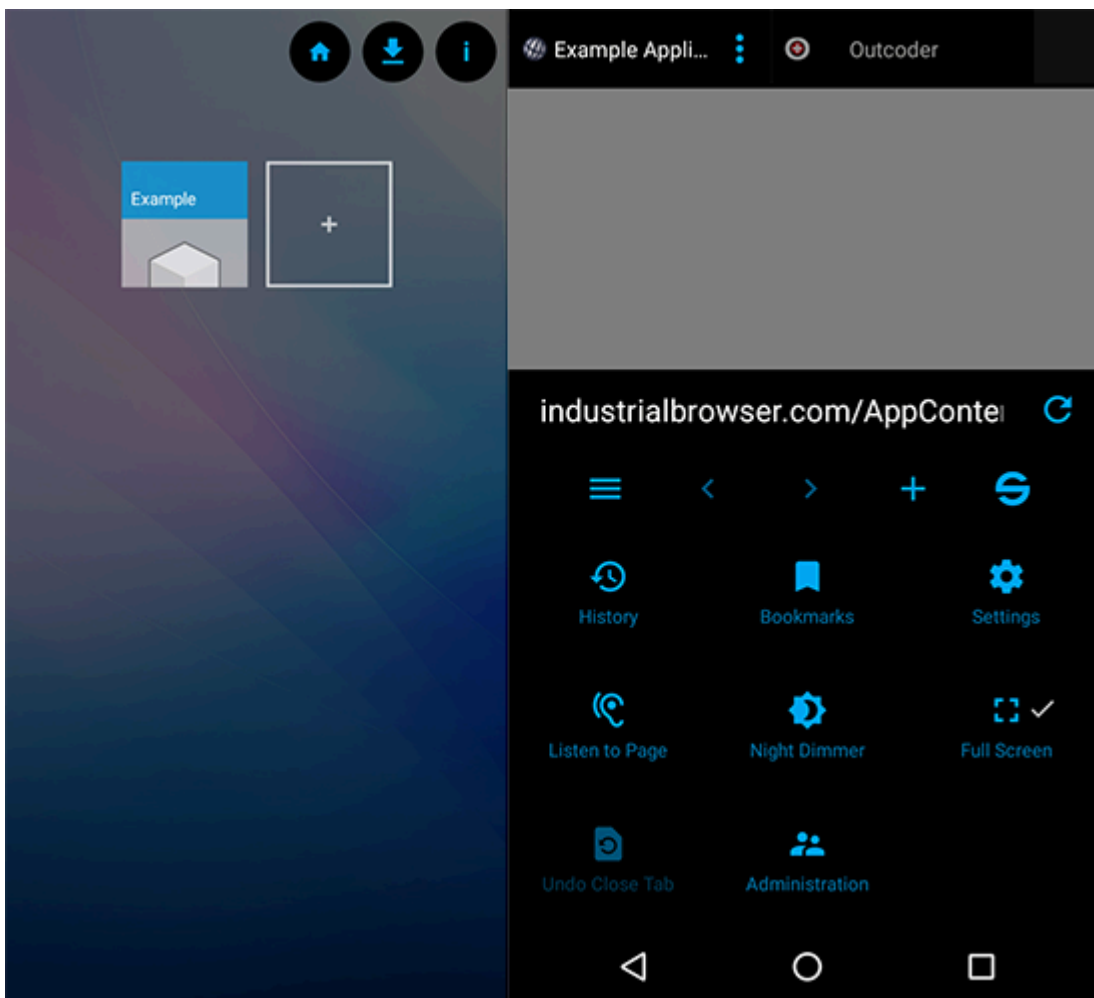 Example
Example Appli...
Outcoder
industrialbrowser.com/AppConte
History
Bookmarks
Settings
Listen to Page
Night Dimmer
Full Screen
Undo Close Tab
Administration